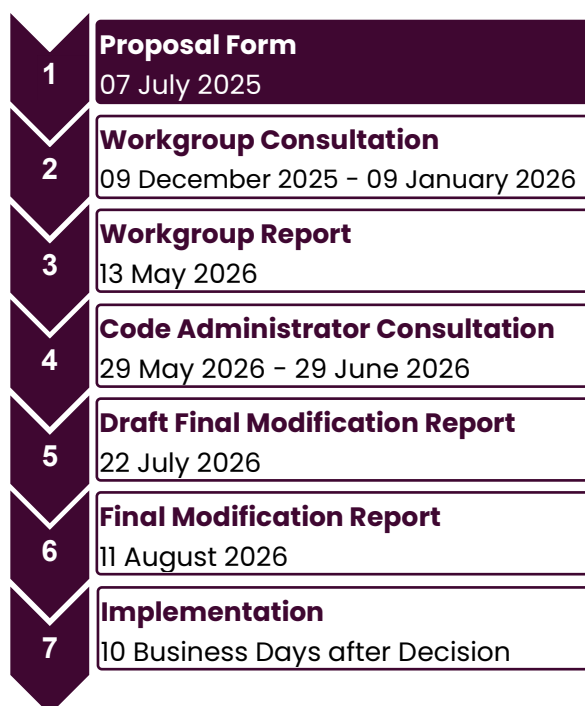 1
Proposal Form
07 July 2025
2
Workgroup Consultation
09 December 2025 - 09 January 2026
3
Workgroup Report
13 May 2026
4
Code Administrator Consultation
29 May 2026 - 29 June 2026
5
Draft Final Modification Report
22 July 2026
6
Final Modification Report
11 August 2026
7
Implementation
10 Business Days after Decision